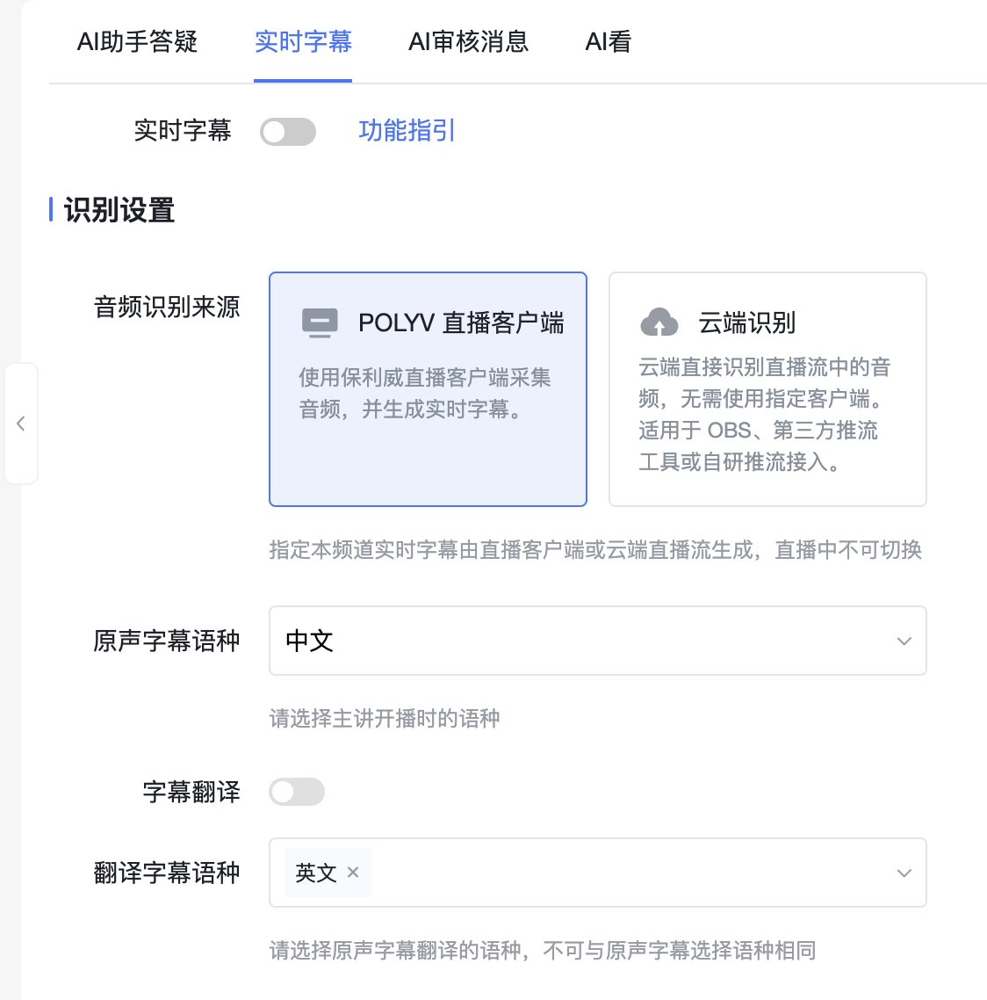 AI助手答疑 实时字幕 AI审核消息 AI看
实时字幕 功能指引
识别设置
音频识别来源
POLYV 直播客户端
使用保利威直播客户端采集
音频，并生成实时字幕。
云端识别
云端直接识别直播流中的音
频，无需使用指定客户端。
适用于 OBS、第三方推流
工具或自研推流接入。
指定本频道实时字幕由直播客户端或云端直播流生成，直播中不可切换
原声字幕语种 中文
请选择主讲开播时的语种
字幕翻译
翻译字幕语种 英文 ×
请选择原声字幕翻译的语种，不可与原声字幕选择语种相同